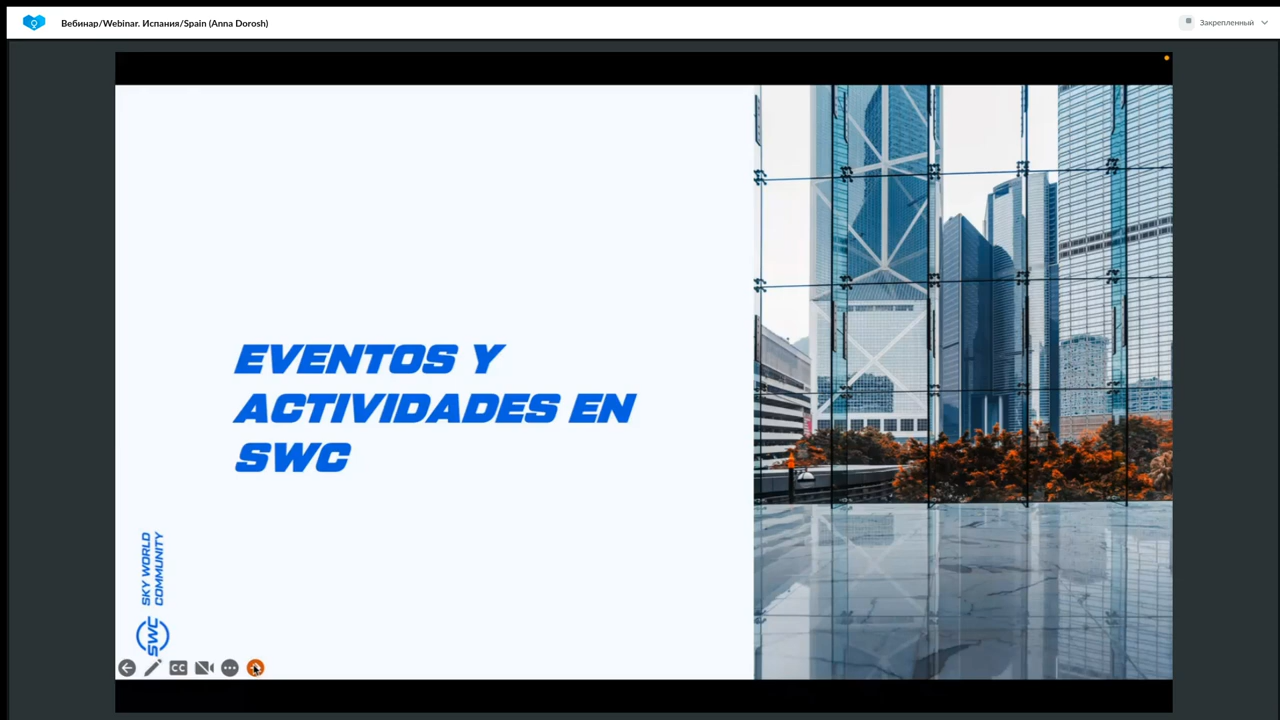 Вебинар/Webinar. Испания/Spain (Anna Dorosh)
Закрепленный
EVENTOS Y
ACTIVIDADES EN
SWC
SKY WORLD
COMMUNITY
SWC
CC